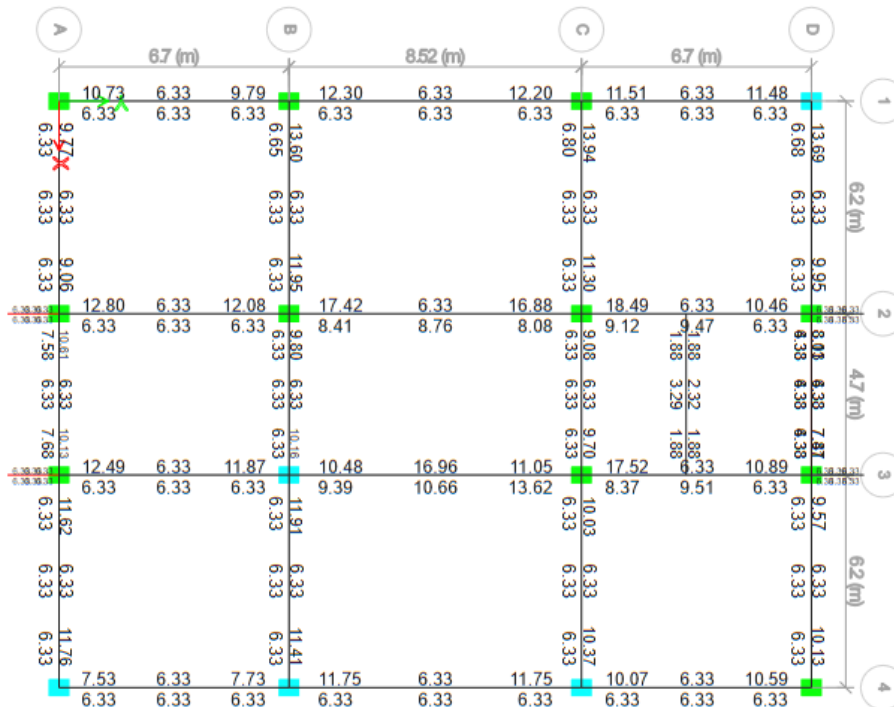 A B C D
6.7 (m) 8.52 (m) 6.7 (m)
10.73 6.33 9.79 12.30 6.33 12.20 11.51 6.33 11.48 1
6.33 6.33 6.33 6.33 6.33 6.33 6.33 6.33 6.33
Y
X
6.33 9.77 6.65 13.60 6.80 13.94 6.68 13.69
6.33 6.33 6.33 6.33 6.33 6.33 6.33 6.33 6.2 (m)
6.33 9.06 6.33 11.95 6.33 11.30 6.33 9.95
12.80 6.33 12.08 17.42 6.33 16.88 18.49 6.33 10.46 2
6.33 6.33 6.33 8.41 8.76 8.08 9.12 9.47 6.33
7.58 10.61 6.33 9.80 6.33 9.08 1.88 1.88
6.33 6.33 6.33 6.33 6.33 6.33 3.29 2.32 4.7 (m)
7.68 10.13 6.33 10.16 6.33 9.70 1.88 1.88
12.49 6.33 11.87 10.48 16.96 11.05 17.52 6.33 10.89 3
6.33 6.33 6.33 9.39 10.66 13.62 8.37 9.51 6.33
6.33 11.62 6.33 11.91 6.33 10.03 6.33 9.57
6.33 6.33 6.33 6.33 6.33 6.33 6.33 6.33 6.2 (m)
6.33 11.76 6.33 11.41 6.33 10.37 6.33 10.13
7.53 6.33 7.73 11.75 6.33 11.75 10.07 6.33 10.59 4
6.33 6.33 6.33 6.33 6.33 6.33 6.33 6.33 6.33